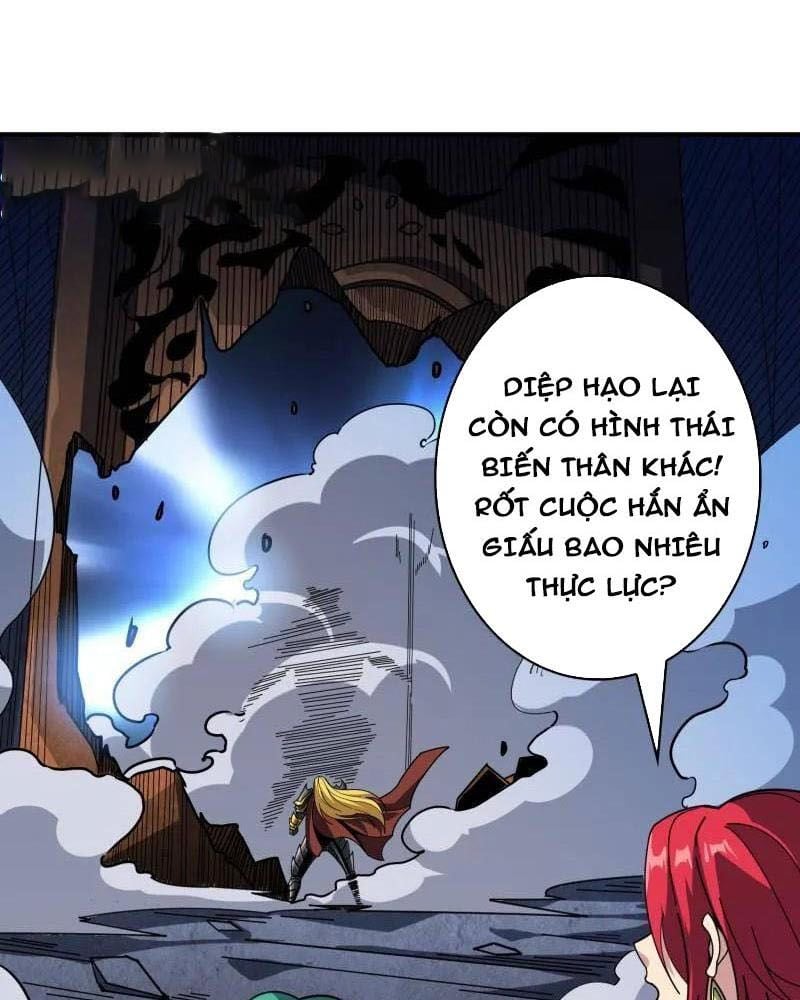 DIỆP HẠO LẠI
CÒN CÓ HÌNH THÁI
BIẾN THÂN KHÁC!
RỐT CUỘC HẮN ẨN
GIẤU BAO NHIÊU
THỰC LỰC?